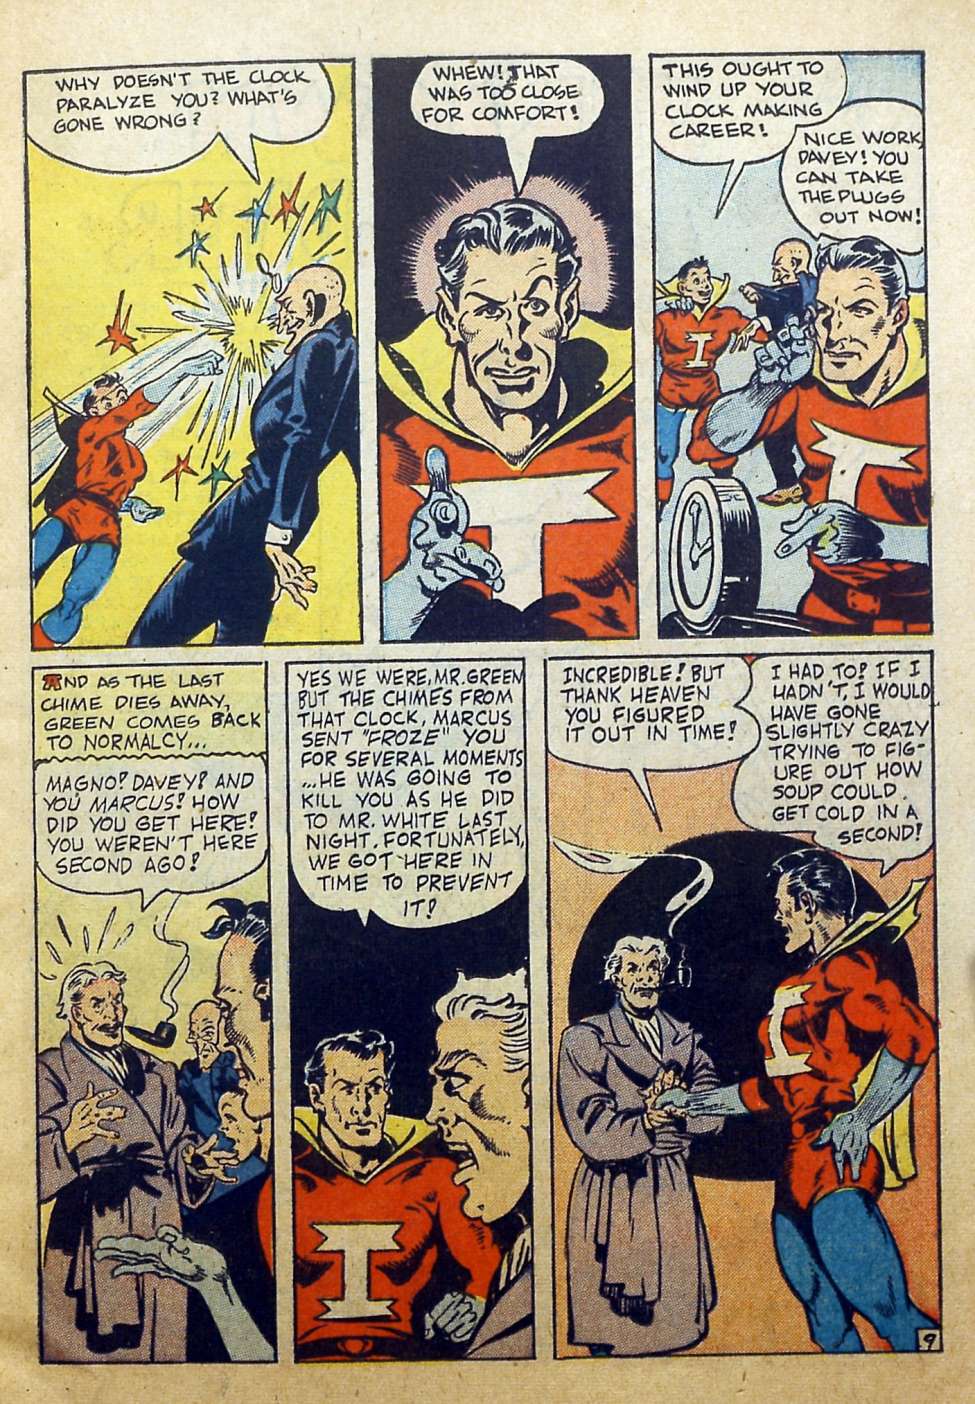 WHY DOESN'T THE CLOCK
PARALYZE YOU? WHAT'S
GONE WRONG?
WHEW! THAT
WAS TOO CLOSE
FOR COMFORT!
THIS OUGHT TO
WIND UP YOUR
CLOCK MAKING
CAREER!
NICE WORK,
DAVEY! YOU
CAN TAKE
THE PLUGS
OUT NOW!
I
AND AS THE LAST
CHIME DIES AWAY,
GREEN COMES BACK
TO NORMALCY...
MAGNO! DAVEY! AND
YOU MARCUS! HOW
DID YOU GET HERE!
YOU WEREN'T HERE
SECOND AGO!
YES WE WERE, MR. GREEN
BUT THE CHIMES FROM
THAT CLOCK, MARCUS
SENT "FROZE" YOU
FOR SEVERAL MOMENTS
...HE WAS GOING TO
KILL YOU AS HE DID
TO MR. WHITE LAST
NIGHT. FORTUNATELY,
WE GOT HERE IN
TIME TO PREVENT
IT!
I
INCREDIBLE! BUT
THANK HEAVEN
YOU FIGURED
IT OUT IN TIME!
I HAD TO! IF I
HADN'T, I WOULD
HAVE GONE
SLIGHTLY CRAZY
TRYING TO FIG-
URE OUT HOW
SOUP COULD
GET COLD IN A
SECOND!
I
9